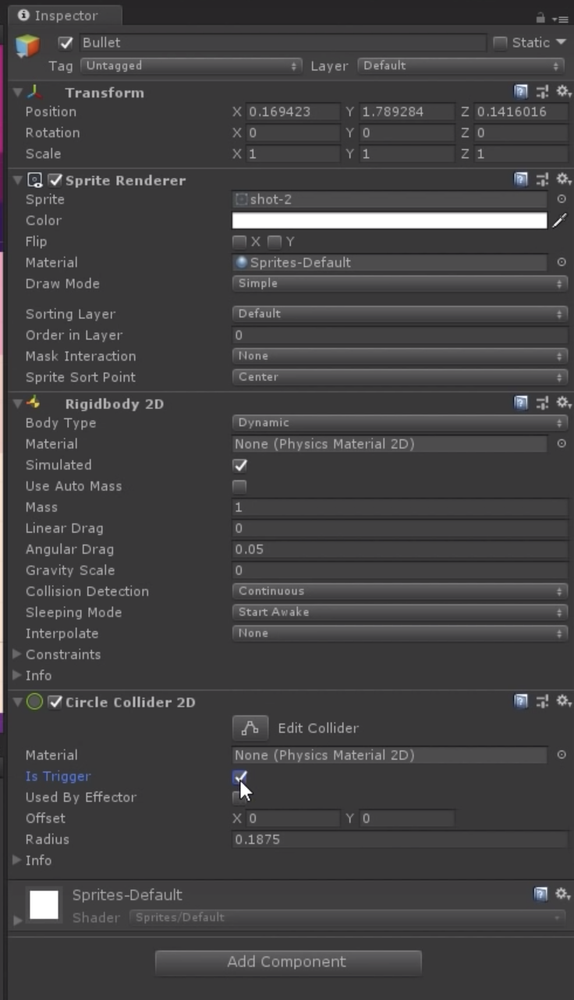 Inspector
Bullet Static
Tag Untagged Layer Default
Transform
Position X 0.169423 Y 1.789284 Z 0.1416016
Rotation X 0 Y 0 Z 0
Scale X 1 Y 1 Z 1
Sprite Renderer
Sprite shot-2
Color
Flip X Y
Material Sprites-Default
Draw Mode Simple
Sorting Layer Default
Order in Layer 0
Mask Interaction None
Sprite Sort Point Center
Rigidbody 2D
Body Type Dynamic
Material None (Physics Material 2D)
Simulated
Use Auto Mass
Mass 1
Linear Drag 0
Angular Drag 0.05
Gravity Scale 0
Collision Detection Continuous
Sleeping Mode Start Awake
Interpolate None
Constraints
Info
Circle Collider 2D
Edit Collider
Material None (Physics Material 2D)
Is Trigger
Used By Effector
Offset X 0 Y 0
Radius 0.1875
Info
Sprites-Default
Shader Sprites/Default
Add Component